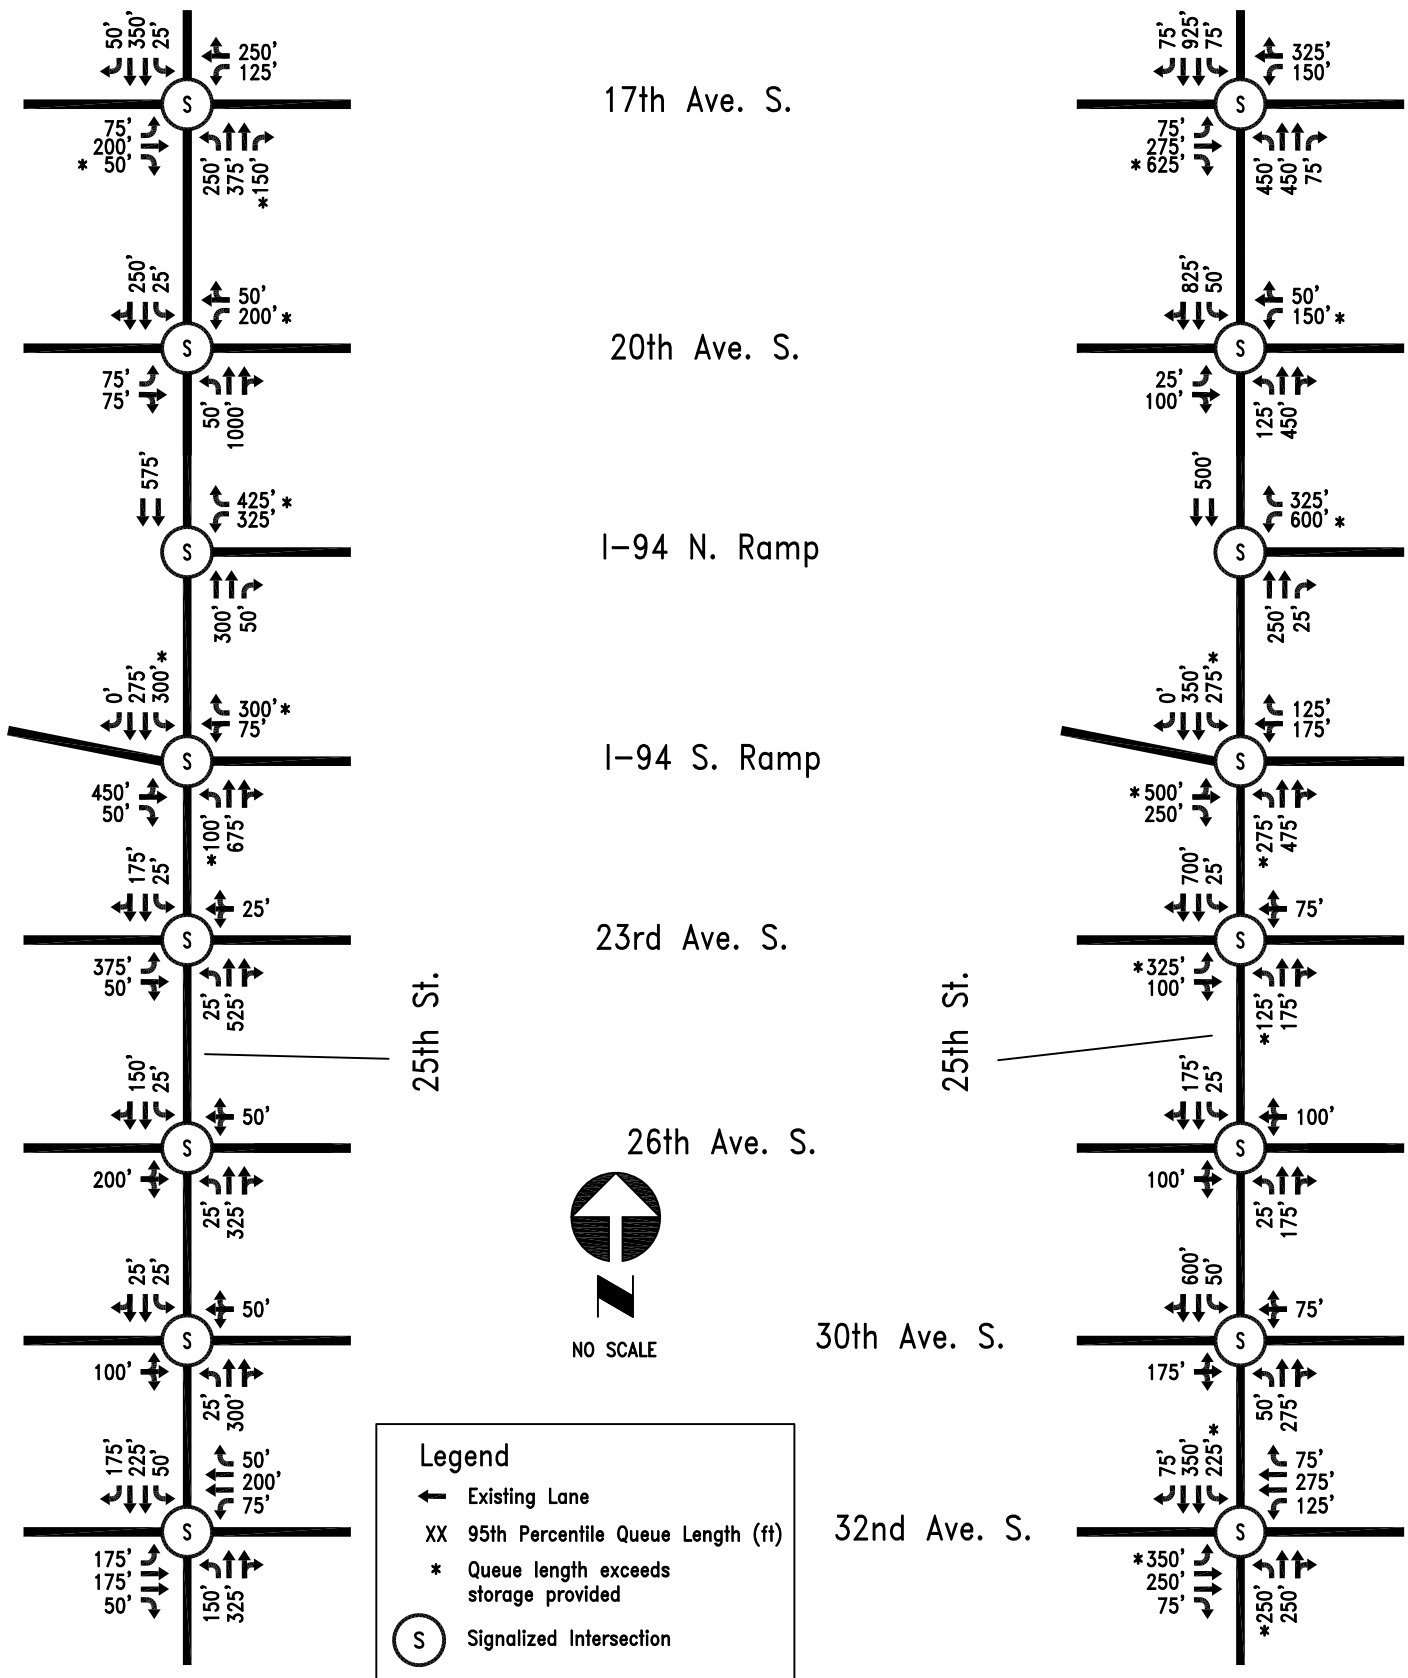 50' 350' 25'
250'
125'
S
75'
200'
* 50'
250' 375' *150'
17th Ave. S.
75' 925' 75'
325'
150'
S
75'
275'
* 625'
450' 450' 75'
250' 25'
50'
200' *
S
75'
75'
50' 1000'
20th Ave. S.
825' 50'
50'
150' *
S
25'
100'
125' 450'
575'
425' *
325'
S
300' 50'
I-94 N. Ramp
500'
325'
600' *
S
250' 25'
0' 275' 300' *
300' *
75'
S
450'
50'
*100' 675'
I-94 S. Ramp
0' 350' 275' *
125'
175'
S
* 500'
250'
*275' 475'
175' 25'
25'
S
375'
50'
25' 525'
23rd Ave. S.
700' 25'
75'
S
* 325'
100'
*125' 175'
25th St.
25th St.
150' 25'
50'
S
200'
25' 325'
26th Ave. S.
175' 25'
100'
S
100'
25' 175'
N
NO SCALE
25' 25'
50'
S
100'
25' 300'
30th Ave. S.
600' 50'
75'
S
175'
50' 275'
175' 225' 50'
50'
200'
75'
S
175'
175'
50'
150' 325'
32nd Ave. S.
75' 350' 225' *
75'
275'
125'
S
* 350'
250'
75'
*250' 250'
Legend
Existing Lane
XX 95th Percentile Queue Length (ft)
* Queue length exceeds
storage provided
S Signalized Intersection